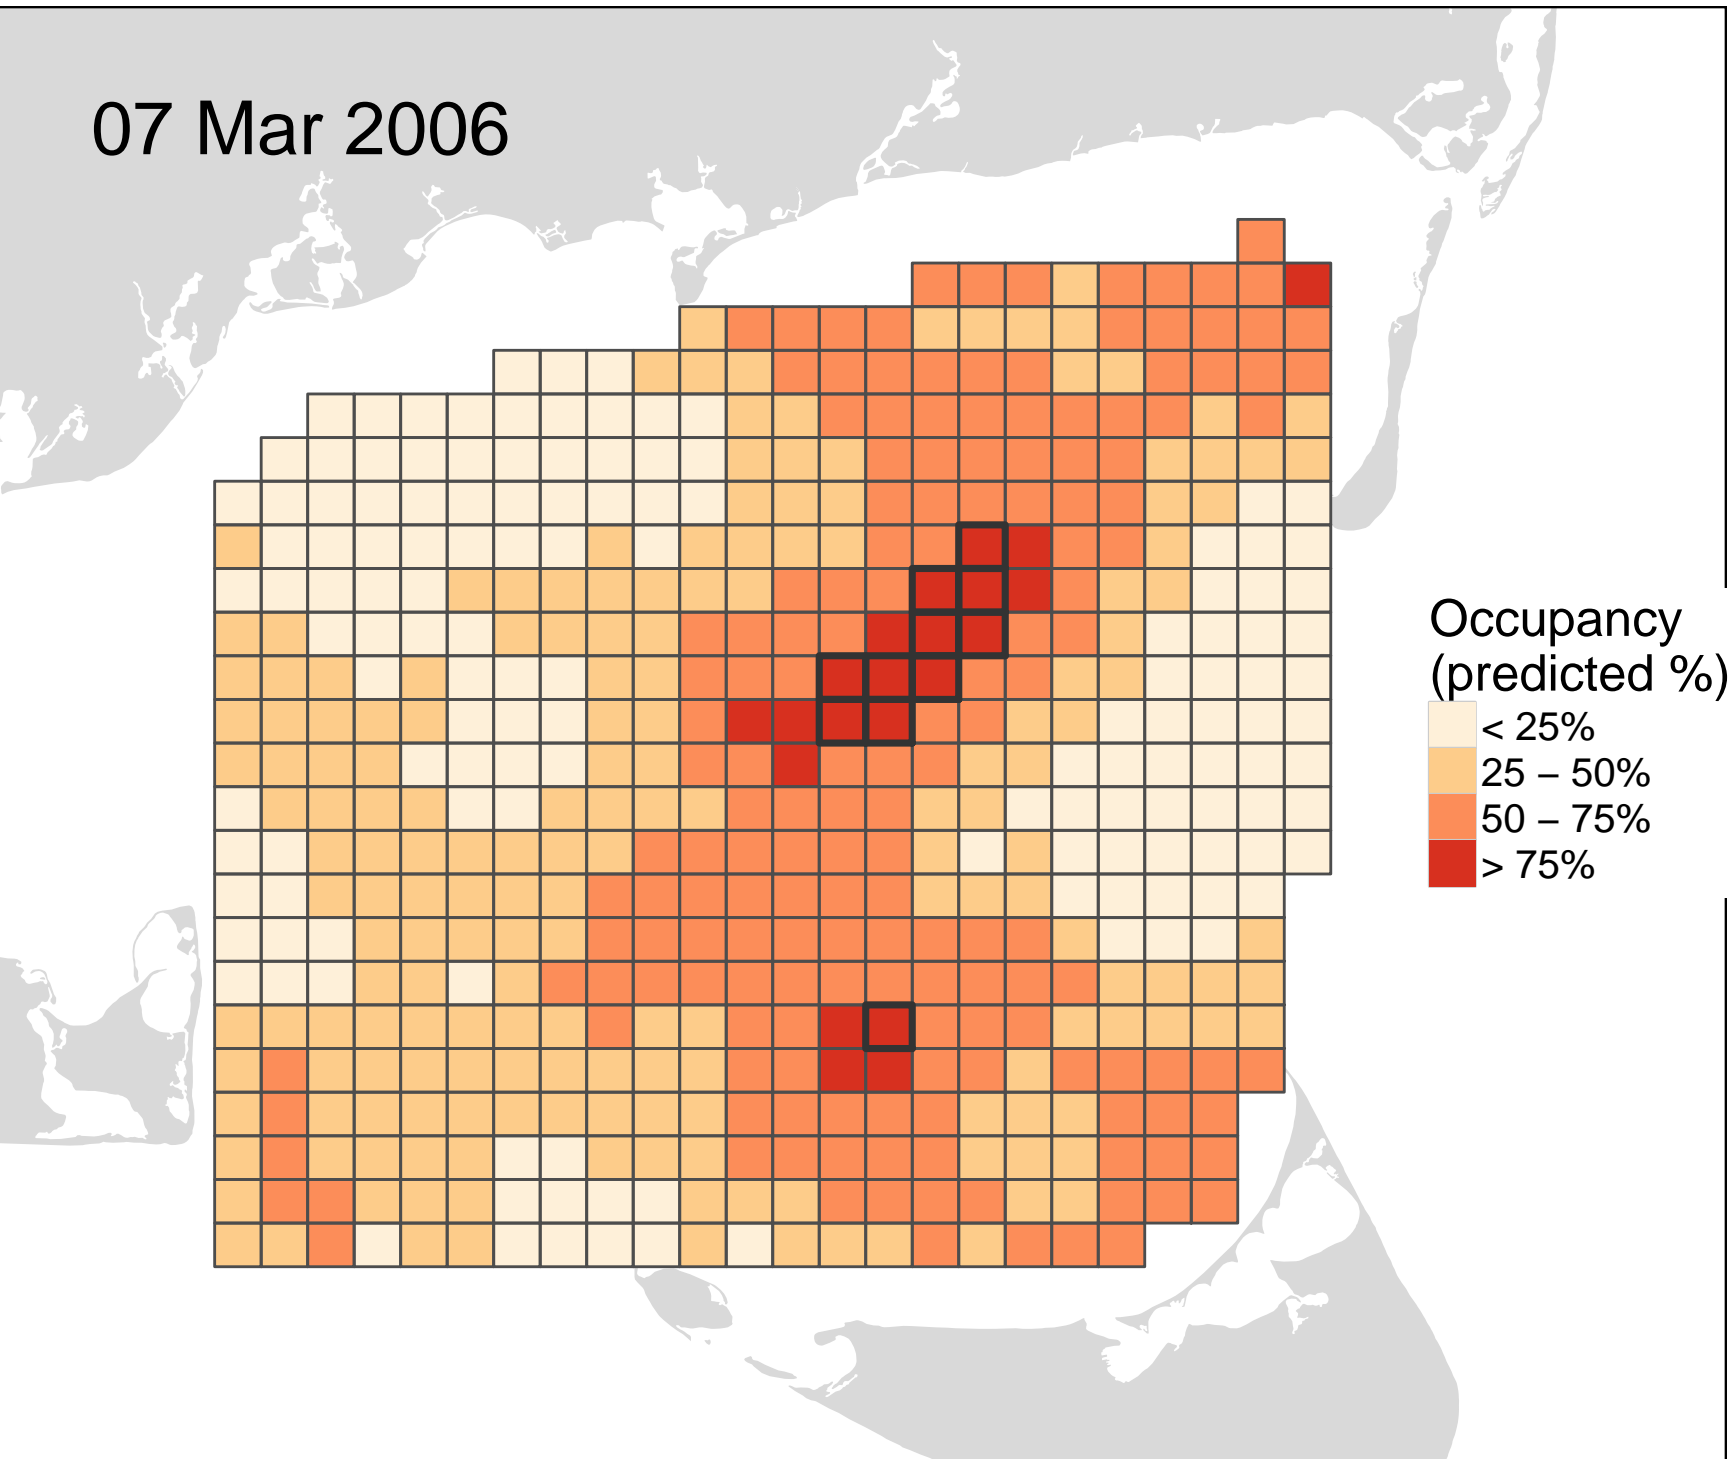 07 Mar 2006
Occupancy
(predicted %)
< 25%
25 – 50%
50 – 75%
> 75%